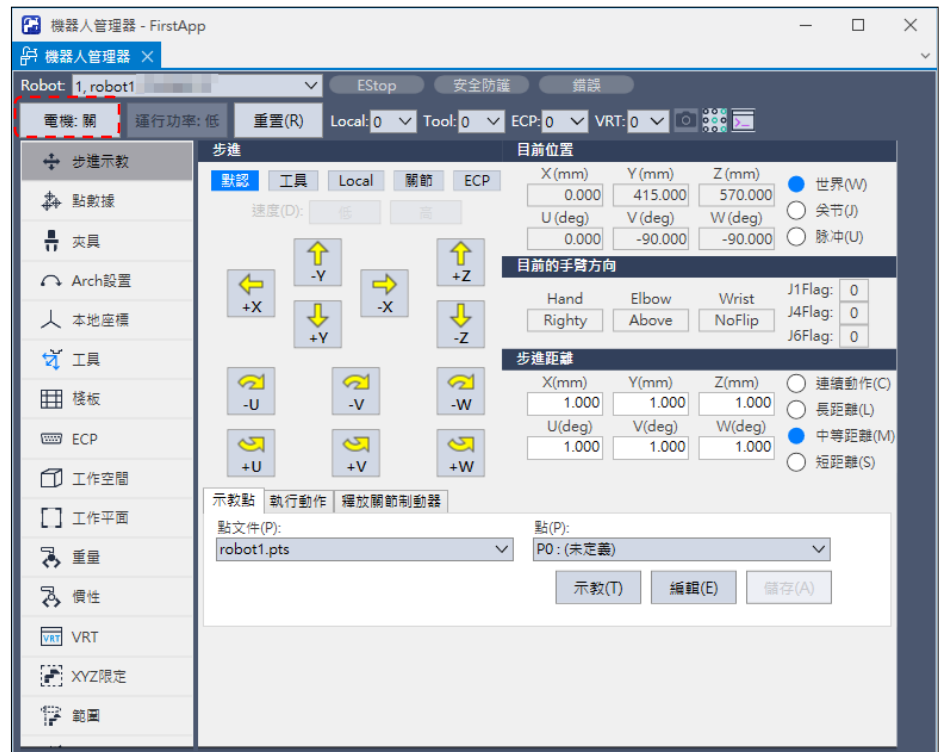 機器人管理器 - FirstApp
機器人管理器
Robot: 1, robot1 EStop 安全防護 錯誤
電機: 關 運行功率: 低 重置(R) Local: 0 Tool: 0 ECP: 0 VRT: 0
步進示教
點數據
夾具
Arch設置
本地座標
工具
棧板
ECP
工作空間
工作平面
重量
慣性
VRT
XYZ限定
範圍
步進
默認 工具 Local 關節 ECP
速度(D): 低 高
-Y +Z
+X -X
+Y -Z
-U -V -W
+U +V +W
目前位置
X (mm) Y (mm) Z (mm)
0.000 415.000 570.000
U (deg) V (deg) W (deg)
0.000 -90.000 -90.000
世界(W)
关节(J)
脉冲(U)
目前的手臂方向
Hand Elbow Wrist
Righty Above NoFlip
J1Flag: 0
J4Flag: 0
J6Flag: 0
步進距離
X(mm) Y(mm) Z(mm)
1.000 1.000 1.000
U(deg) V(deg) W(deg)
1.000 1.000 1.000
連續動作(C)
長距離(L)
中等距離(M)
短距離(S)
示教點 執行動作 釋放關節制動器
點文件(P): 點(P):
robot1.pts P0 : (未定義)
示教(T) 編輯(E) 儲存(A)